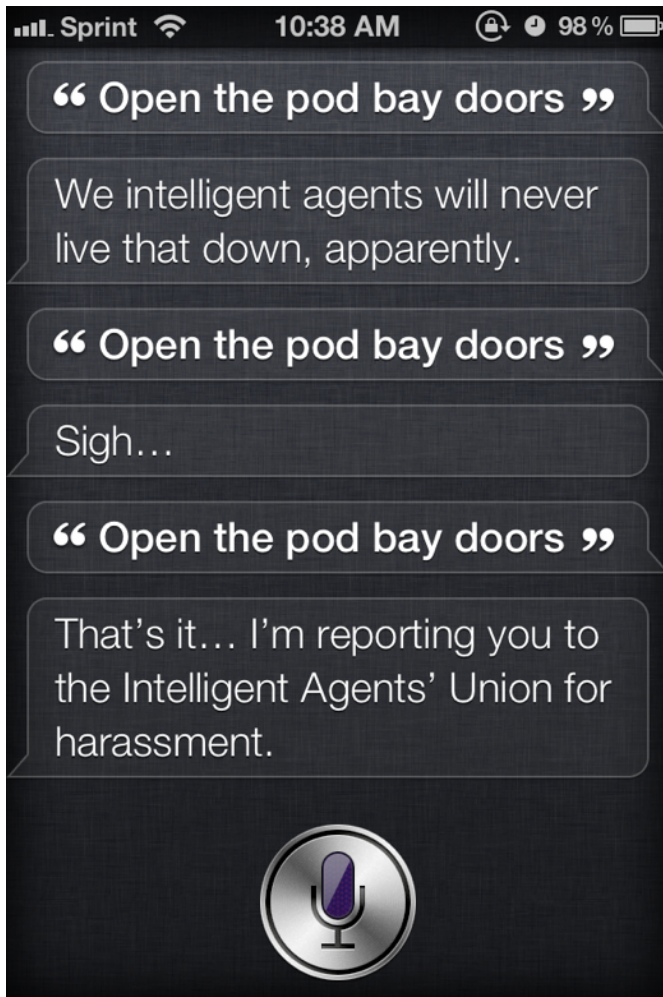 Sprint 10:38 AM 98%
“ Open the pod bay doors ”
We intelligent agents will never
live that down, apparently.
“ Open the pod bay doors ”
Sigh…
“ Open the pod bay doors ”
That’s it… I’m reporting you to
the Intelligent Agents’ Union for
harassment.